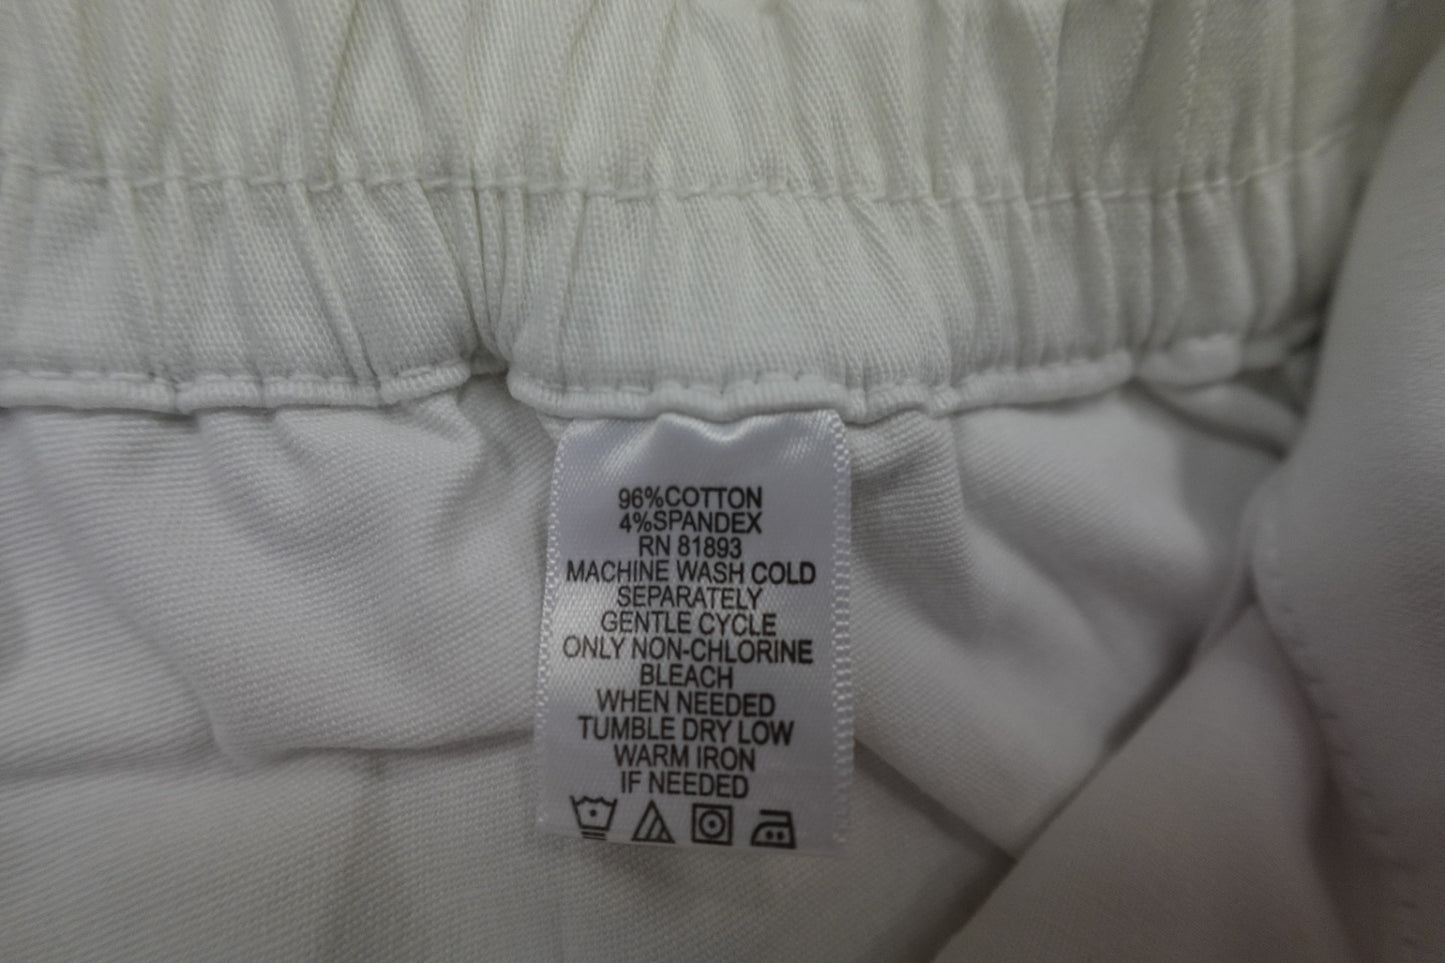 96%COTTON
4%SPANDEX
RN 81893
MACHINE WASH COLD
SEPARATELY
GENTLE CYCLE
ONLY NON-CHLORINE
BLEACH
WHEN NEEDED
TUMBLE DRY LOW
WARM IRON
IF NEEDED